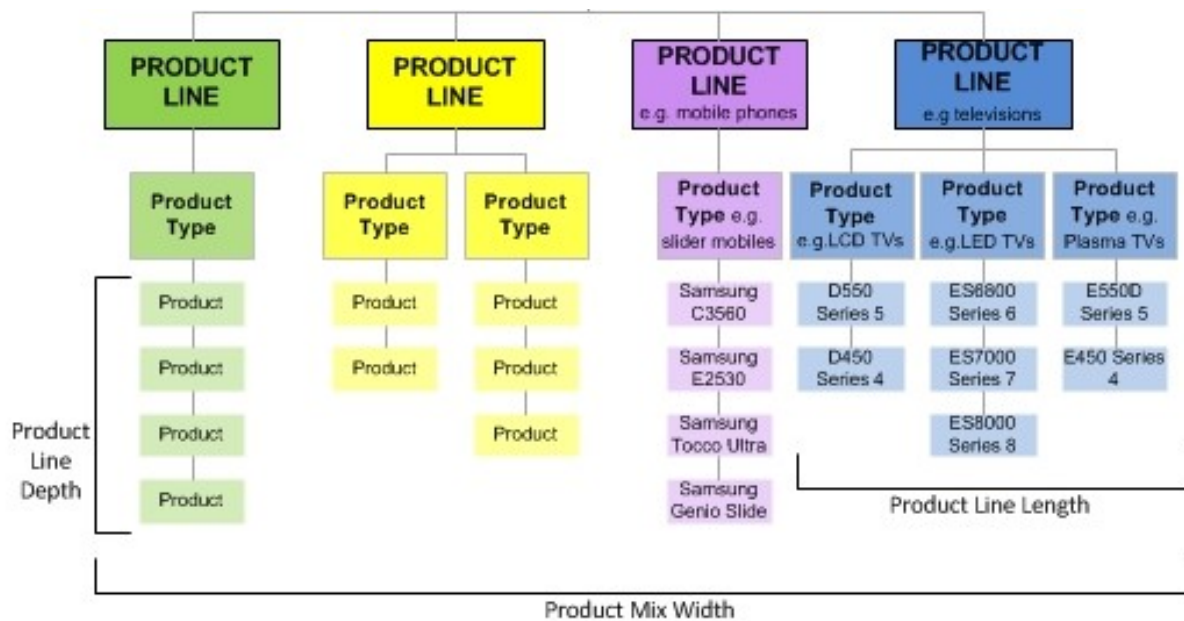 PRODUCT
LINE
PRODUCT
LINE
PRODUCT
LINE
e.g. mobile phones
PRODUCT
LINE
e.g televisions
Product
Type
Product
Type
Product
Type
Product
Type e.g.
slider mobiles
Product
Type
e.g.LCD TVs
Product
Type
e.g.LED TVs
Product
Type e.g.
Plasma TVs
Product
Product
Product
Samsung
C3560
D550
Series 5
ES6800
Series 6
E550D
Series 5
Product
Product
Product
Samsung
E2530
D450
Series 4
ES7000
Series 7
E450 Series
4
Product
Product
Samsung
Tocco Ultra
ES8000
Series 8
Product
Samsung
Genio Slide
Product
Line
Depth
Product Line Length
Product Mix Width